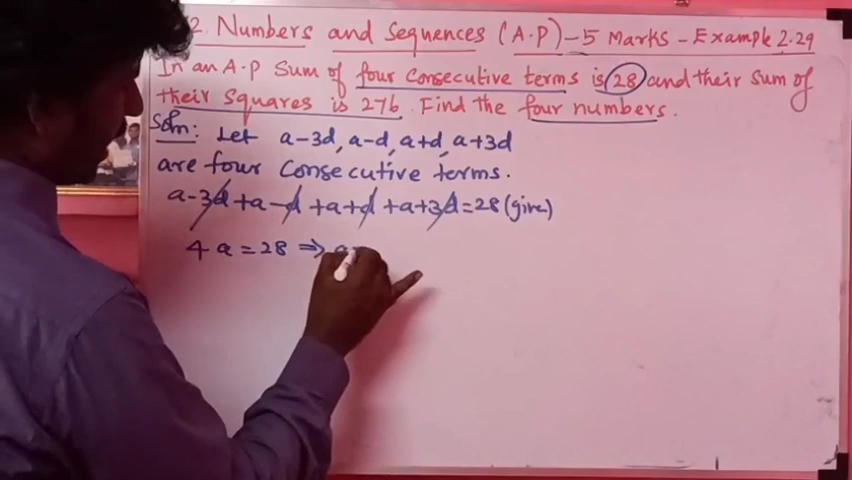 2. Numbers and Sequences (A.P) - 5 Marks - Example 2.29
In an A.P Sum of four Consecutive terms is 28 and their Sum of
their squares is 276. Find the four numbers.
Soln: Let a-3d, a-d, a+d, a+3d
are four Consecutive terms.
a-3d+a-d+a+d+a+3d=28 (give)
4a=28 ⇒ a=